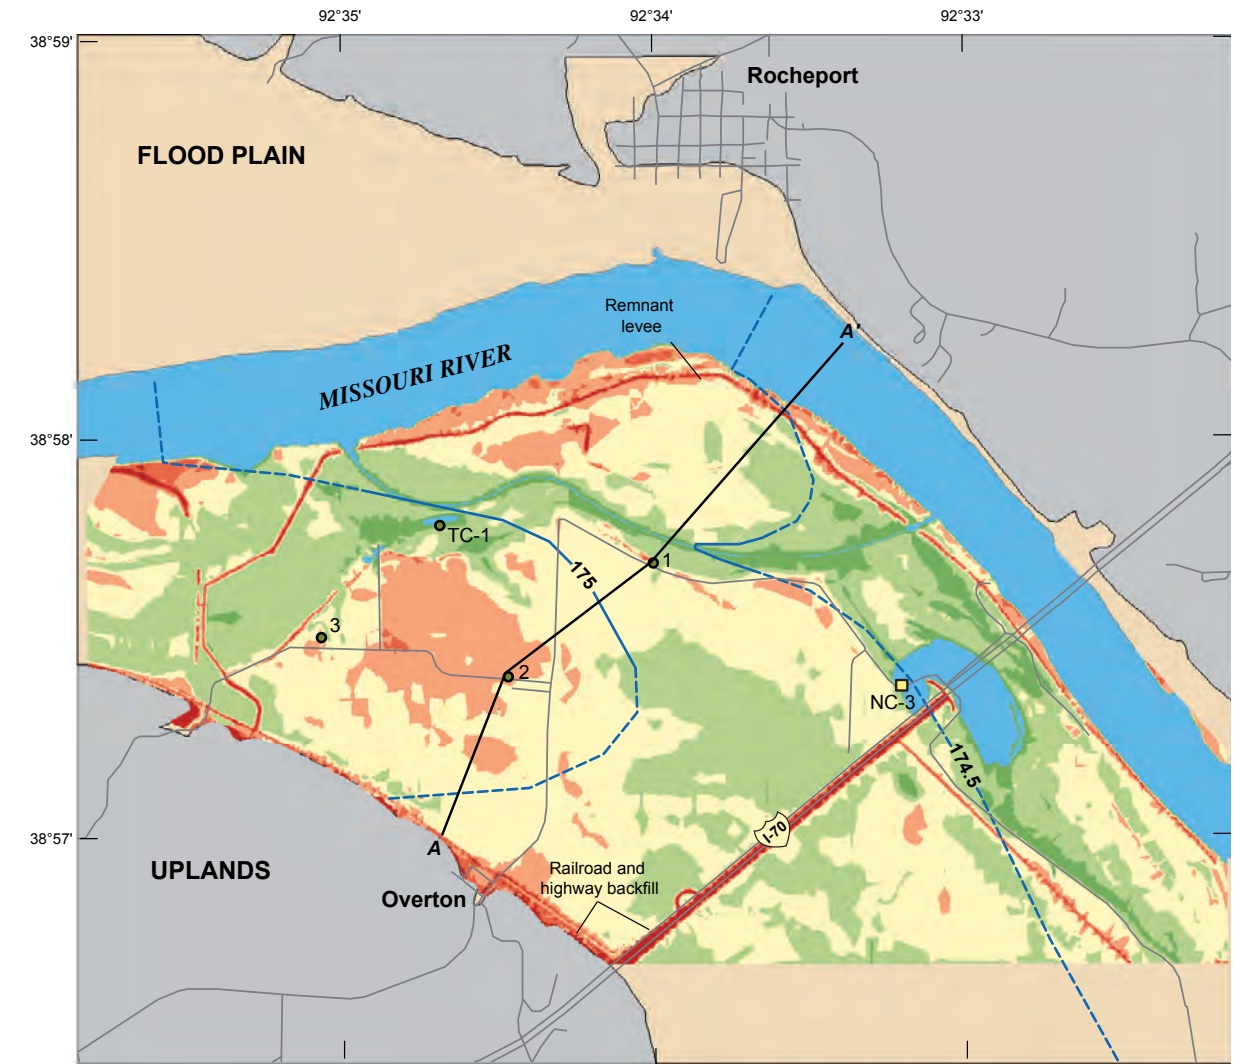 92°35'
92°34'
92°33'
38°59'
Rocheport
FLOOD PLAIN
Remnant
levee
A'
MISSOURI RIVER
38°58'
TC-1
1
175
3
2
NC-3
174.5
I-70
38°57'
A
UPLANDS
Railroad and
highway backfill
Overton